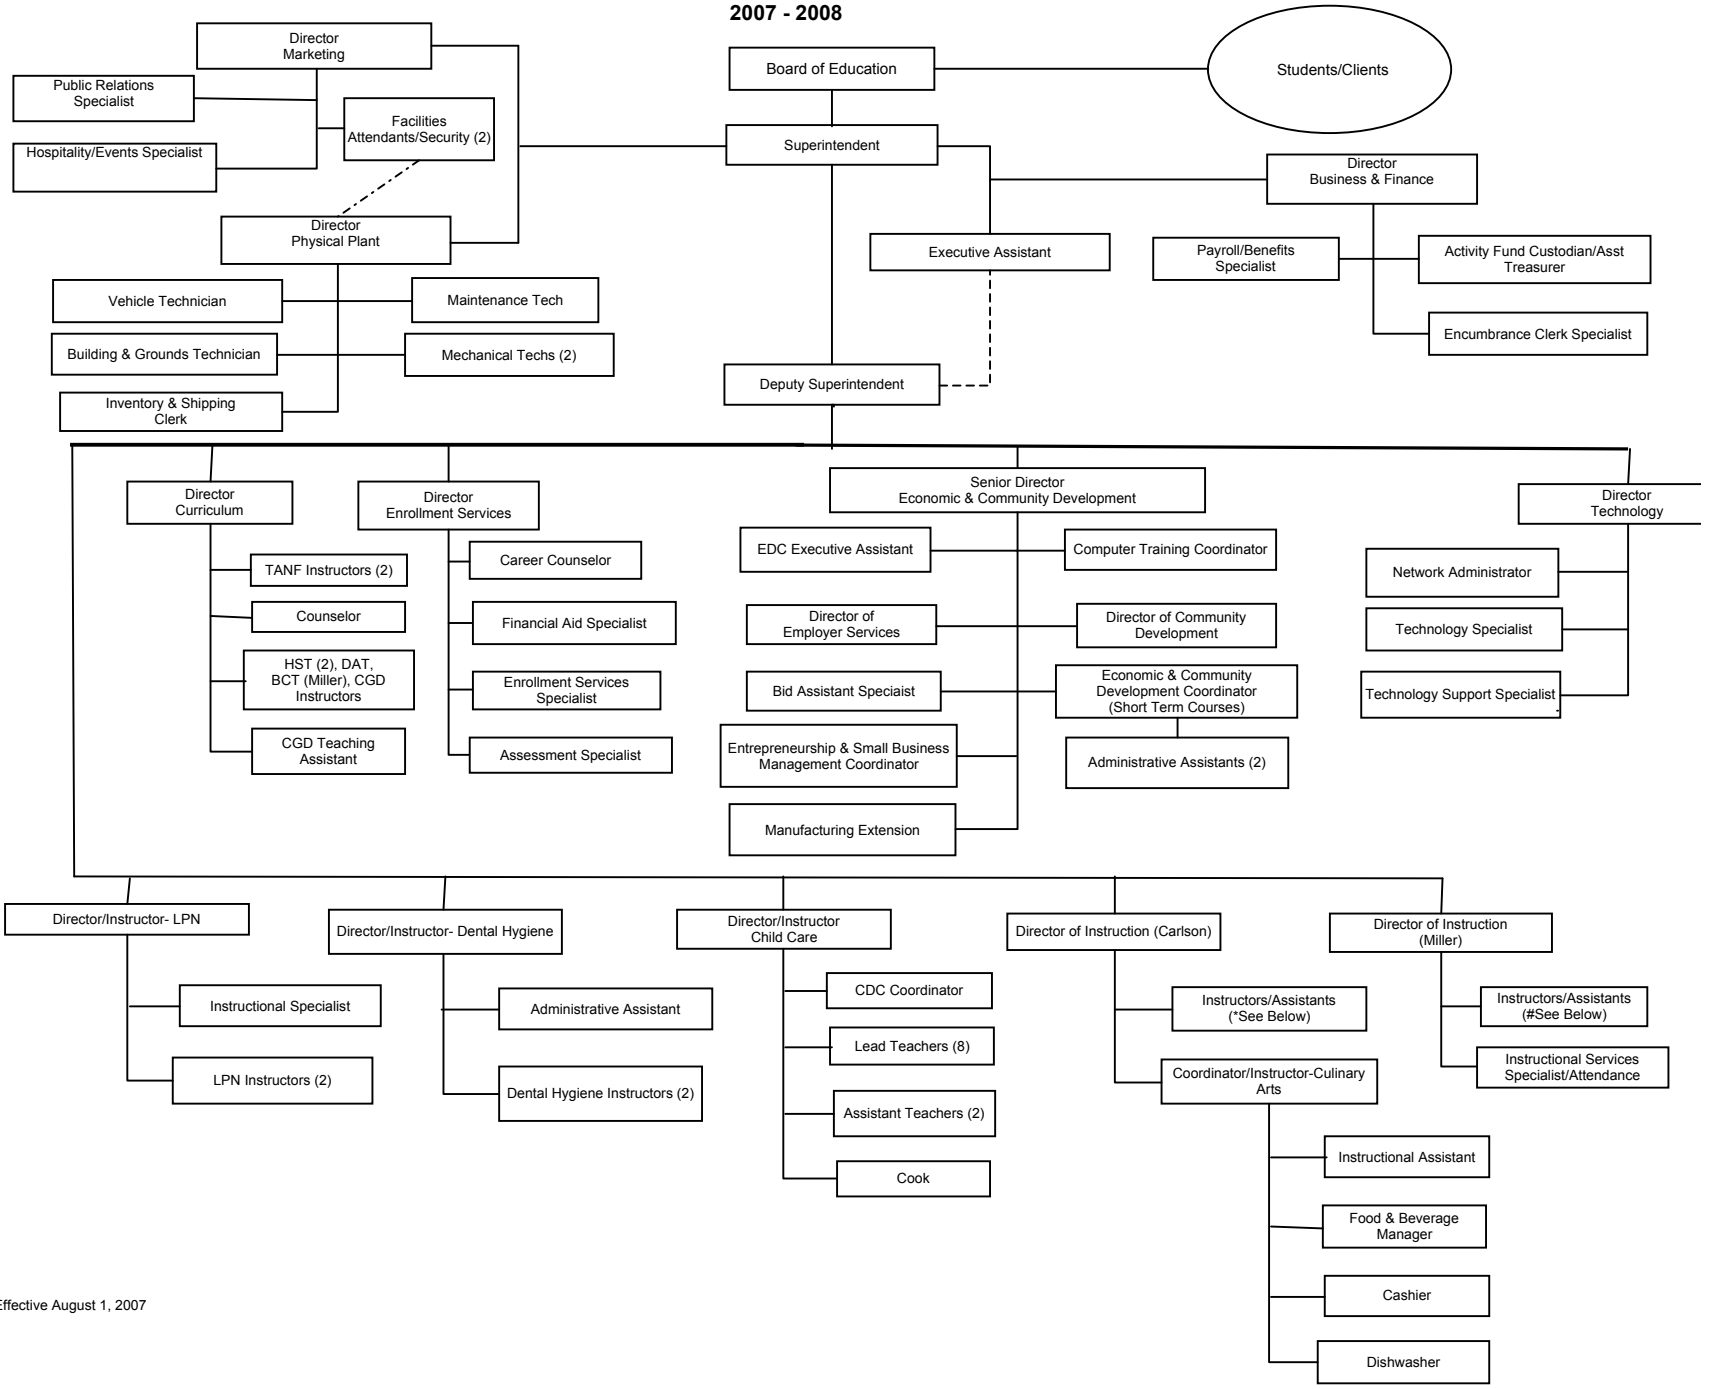 2007 - 2008
Director
Marketing
Public Relations
Specialist
Facilities
Attendants/Security (2)
Hospitality/Events Specialist
Director
Physical Plant
Vehicle Technician
Maintenance Tech
Building & Grounds Technician
Mechanical Techs (2)
Inventory & Shipping
Clerk
Board of Education
Students/Clients
Superintendent
Director
Business & Finance
Executive Assistant
Payroll/Benefits
Specialist
Activity Fund Custodian/Asst
Treasurer
Encumbrance Clerk Specialist
Deputy Superintendent
Director
Curriculum
TANF Instructors (2)
Counselor
HST (2), DAT,
BCT (Miller), CGD
Instructors
CGD Teaching
Assistant
Director
Enrollment Services
Career Counselor
Financial Aid Specialist
Enrollment Services
Specialist
Assessment Specialist
Senior Director
Economic & Community Development
EDC Executive Assistant
Computer Training Coordinator
Director of
Employer Services
Director of Community
Development
Bid Assistant Speciaist
Economic & Community
Development Coordinator
(Short Term Courses)
Entrepreneurship & Small Business
Management Coordinator
Administrative Assistants (2)
Manufacturing Extension
Director
Technology
Network Administrator
Technology Specialist
Technology Support Specialist
Director/Instructor- LPN
Instructional Specialist
LPN Instructors (2)
Director/Instructor- Dental Hygiene
Administrative Assistant
Dental Hygiene Instructors (2)
Director/Instructor
Child Care
CDC Coordinator
Lead Teachers (8)
Assistant Teachers (2)
Cook
Director of Instruction (Carlson)
Instructors/Assistants
(*See Below)
Coordinator/Instructor-Culinary
Arts
Instructional Assistant
Food & Beverage
Manager
Cashier
Dishwasher
Director of Instruction
(Miller)
Instructors/Assistants
(#See Below)
Instructional Services
Specialist/Attendance
Effective August 1, 2007